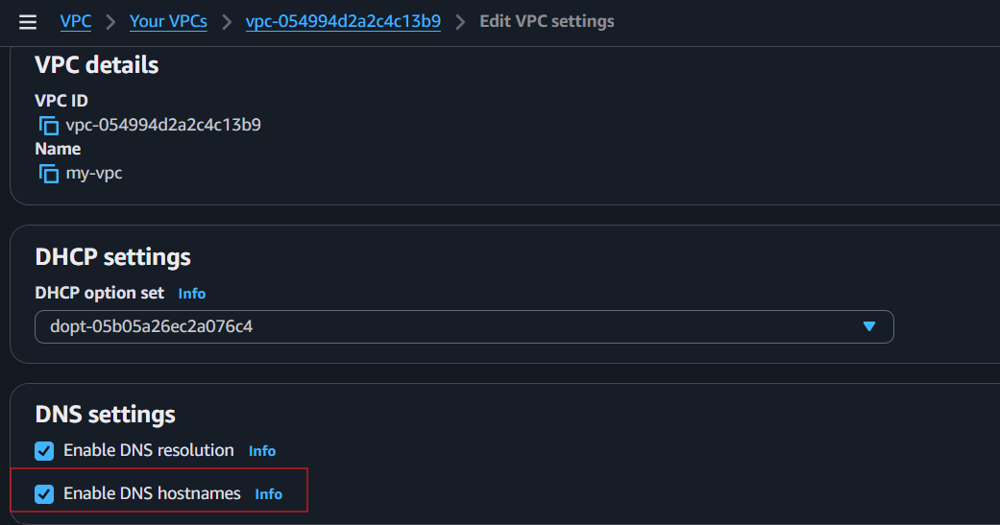 VPC > Your VPCs > vpc-054994d2a2c4c13b9 > Edit VPC settings
VPC details
VPC ID
vpc-054994d2a2c4c13b9
Name
my-vpc
DHCP settings
DHCP option set Info
dopt-05b05a26ec2a076c4
DNS settings
Enable DNS resolution Info
Enable DNS hostnames Info